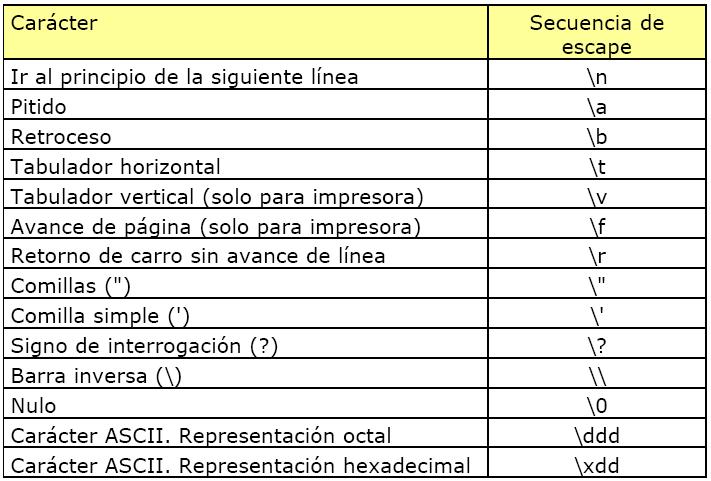 Carácter Secuencia de
escape
Ir al principio de la siguiente línea \n
Pitido \a
Retroceso \b
Tabulador horizontal \t
Tabulador vertical (solo para impresora) \v
Avance de página (solo para impresora) \f
Retorno de carro sin avance de línea \r
Comillas (") \"
Comilla simple (') \'
Signo de interrogación (?) \?
Barra inversa (\) \\
Nulo \0
Carácter ASCII. Representación octal \ddd
Carácter ASCII. Representación hexadecimal \xdd